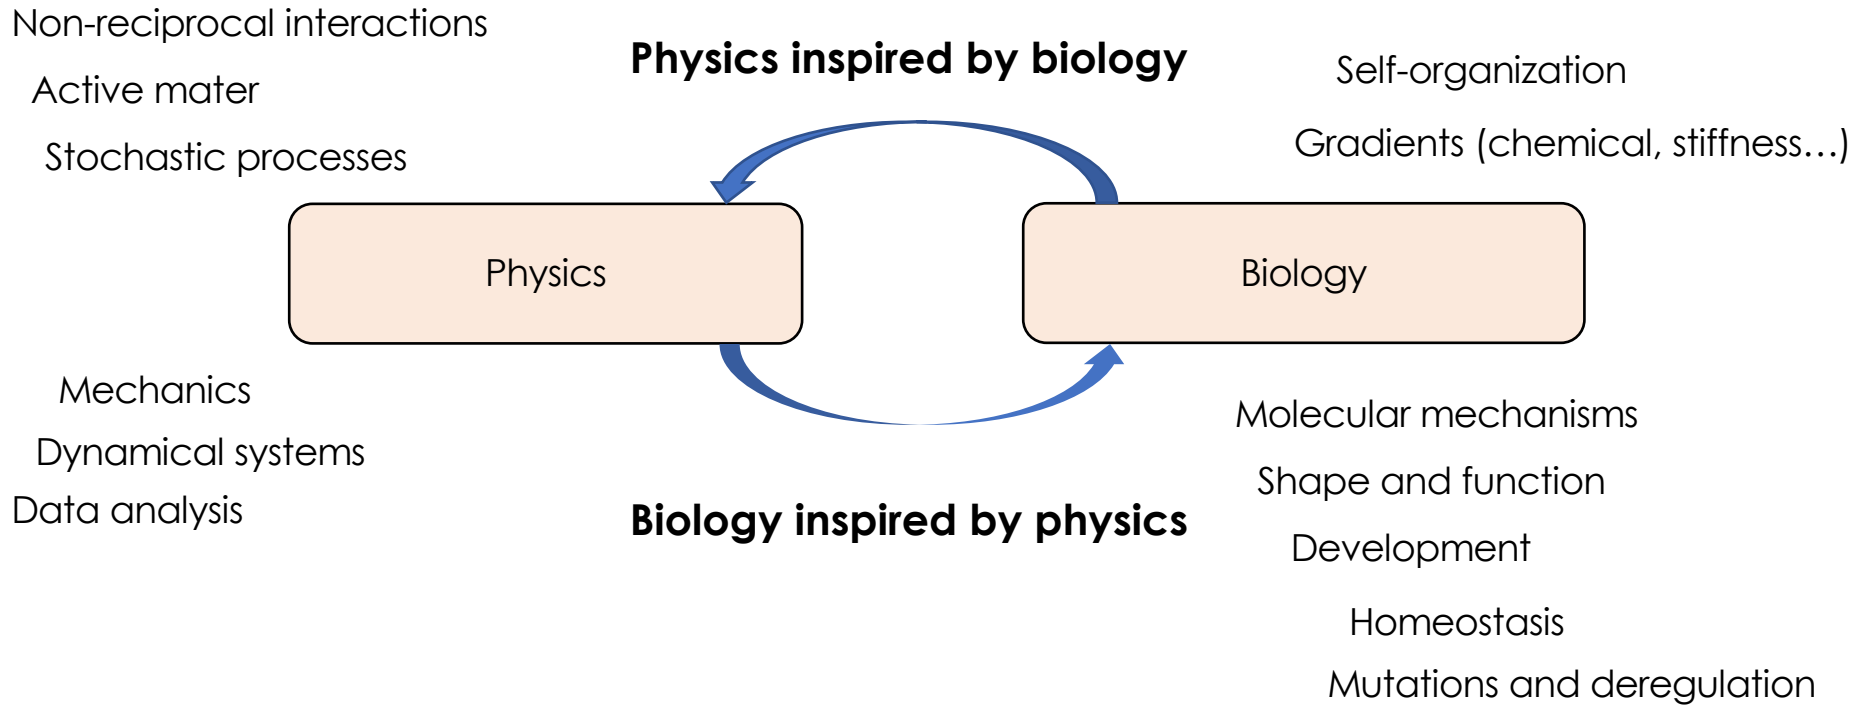 Non-reciprocal interactions
Active mater
Stochastic processes
Physics inspired by biology
Self-organization
Gradients (chemical, stiffness…)
Physics
Biology
Mechanics
Dynamical systems
Data analysis
Biology inspired by physics
Molecular mechanisms
Shape and function
Development
Homeostasis
Mutations and deregulation